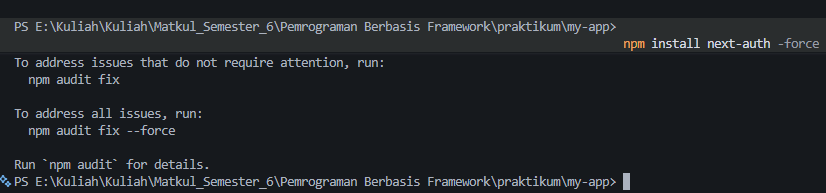 PS E:\Kuliah\Kuliah\Matkul_Semester_6\Pemrograman Berbasis Framework\praktikum\my-app>
npm install next-auth -force
To address issues that do not require attention, run:
  npm audit fix

To address all issues, run:
  npm audit fix --force

Run `npm audit` for details.
PS E:\Kuliah\Kuliah\Matkul_Semester_6\Pemrograman Berbasis Framework\praktikum\my-app>